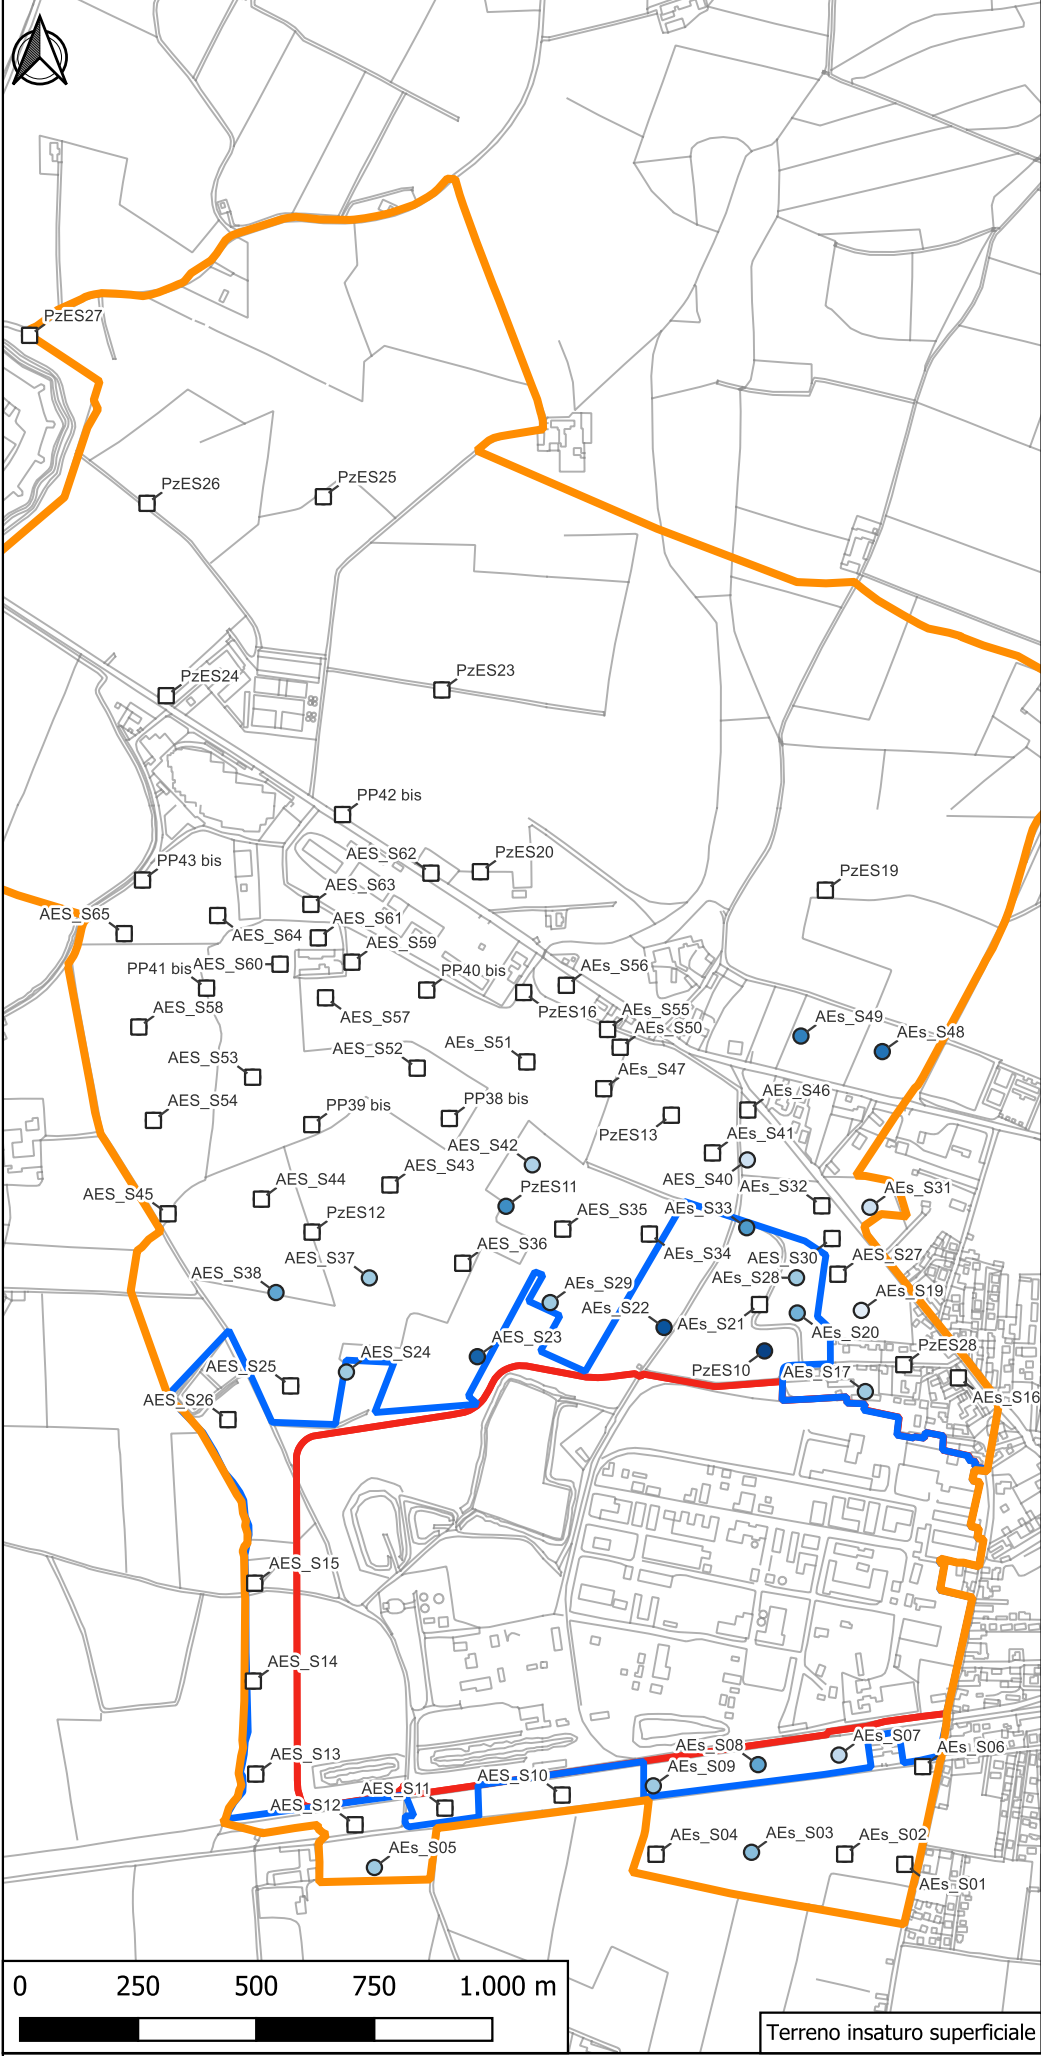 PzES27
PzES25
PzES26
PzES23
PzES24
PP42 bis
AES_S62
PzES20
PP43 bis
AES_S63
PzES19
AES_S65
AES_S61
AES_S64
AES_S59
PP41 bis
AES_S60
PP40 bis
AEs_S56
AES_S58
AES_S57
PzES16
AEs_S55
AEs_S49
AEs_S50
AEs_S48
AES_S53
AES_S52
AEs_S51
AEs_S47
AES_S54
PP39 bis
PP38 bis
PzES13
AEs_S46
AES_S42
AEs_S41
AES_S40
AES_S45
AES_S44
AES_S43
PzES11
AEs_S32
AEs_S31
PzES12
AES_S35
AEs_S33
AES_S36
AEs_S34
AES_S30
AES_S27
AES_S38
AES_S37
AEs_S28
AEs_S29
AEs_S19
AEs_S22
AEs_S21
AEs_S20
AES_S23
PzES28
AES_S25
AES_S24
PzES10
AES_S17
AES_S26
AEs_S16
AES_S15
AES_S14
AES_S13
AEs_S08
AEs_S07
AEs_S06
AES_S12
AES_S11
AES_S10
AEs_S09
AEs_S05
AEs_S04
AEs_S03
AEs_S02
AEs_S01
0 250 500 750 1.000 m
Terreno insaturo superficiale